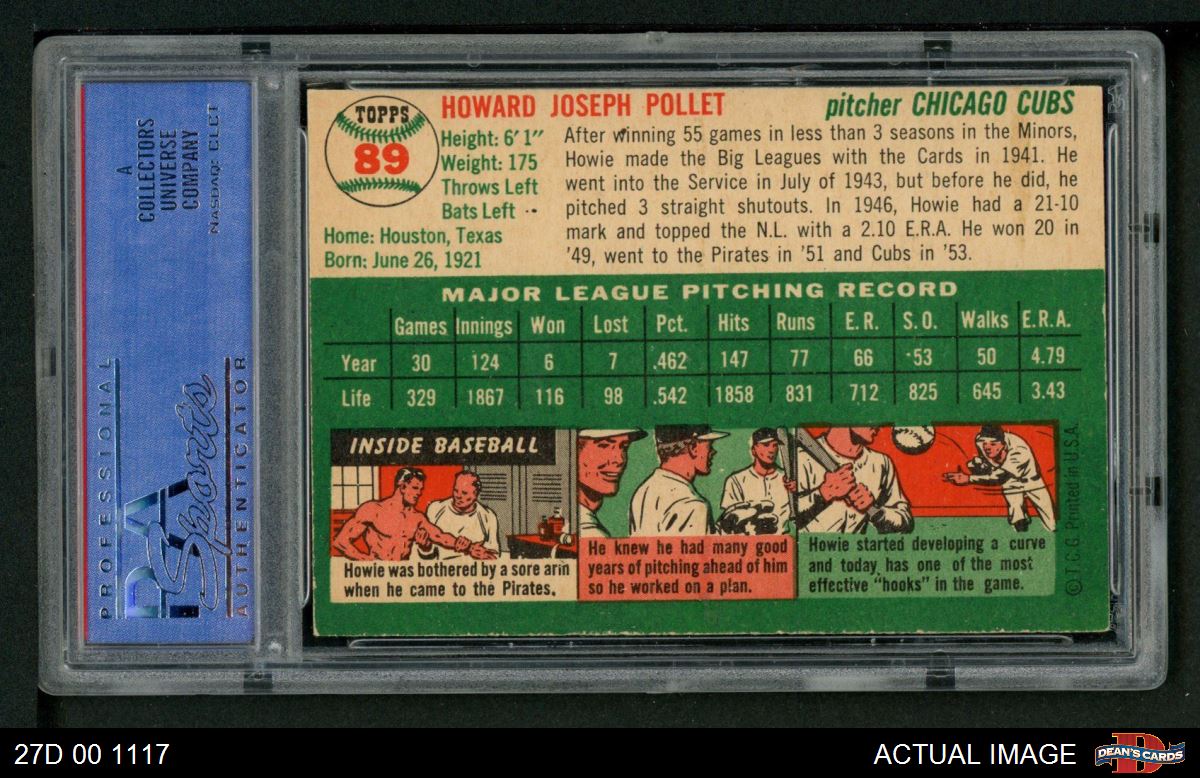 A
COLLECTORS
UNIVERSE
COMPANY
NASDAQ: CLCT
PROFESSIONAL
PSA
Sports
AUTHENTICATOR
TOPPS
89
HOWARD JOSEPH POLLET
pitcher CHICAGO CUBS
Height: 6' 1"
Weight: 175
Throws Left
Bats Left
Home: Houston, Texas
Born: June 26, 1921
After winning 55 games in less than 3 seasons in the Minors,
Howie made the Big Leagues with the Cards in 1941. He
went into the Service in July of 1943, but before he did, he
pitched 3 straight shutouts. In 1946, Howie had a 21-10
mark and topped the N.L. with a 2.10 E.R.A. He won 20 in
'49, went to the Pirates in '51 and Cubs in '53.
MAJOR LEAGUE PITCHING RECORD
Games Innings Won Lost Pct. Hits Runs E.R. S.O. Walks E.R.A.
Year 30 124 6 7 .462 147 77 66 53 50 4.79
Life 329 1867 116 98 .542 1858 831 712 825 645 3.43
INSIDE BASEBALL
Howie was bothered by a sore arm
when he came to the Pirates.
He knew he had many good
years of pitching ahead of him
so he worked on a plan.
Howie started developing a curve
and today has one of the most
effective "hooks" in the game.
© T.C.G. Printed in U.S.A.
27D 00 1117
ACTUAL IMAGE
DEAN'S CARDS